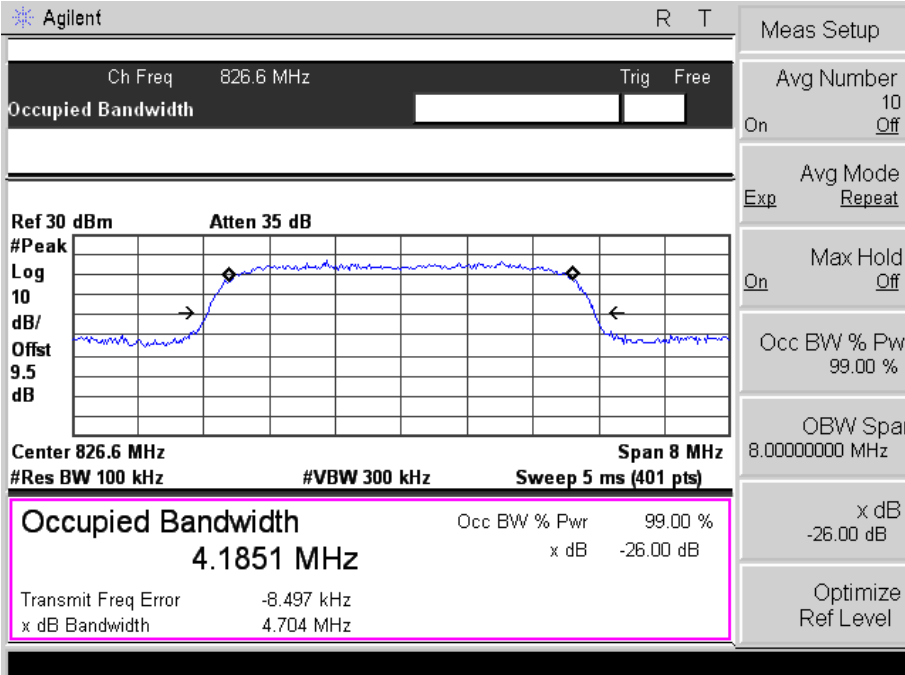 Agilent R T
Ch Freq 826.6 MHz Trig Free
Occupied Bandwidth
Ref 30 dBm Atten 35 dB
#Peak
Log
10
dB/
Offst
9.5
dB
Center 826.6 MHz Span 8 MHz
#Res BW 100 kHz #VBW 300 kHz Sweep 5 ms (401 pts)
Occupied Bandwidth
4.1851 MHz
Occ BW % Pwr 99.00 %
x dB -26.00 dB
Transmit Freq Error -8.497 kHz
x dB Bandwidth 4.704 MHz
Meas Setup
Avg Number
10
On Off
Avg Mode
Exp Repeat
Max Hold
On Off
Occ BW % Pw
99.00 %
OBW Spa
8.00000000 MHz
x dB
-26.00 dB
Optimize
Ref Level